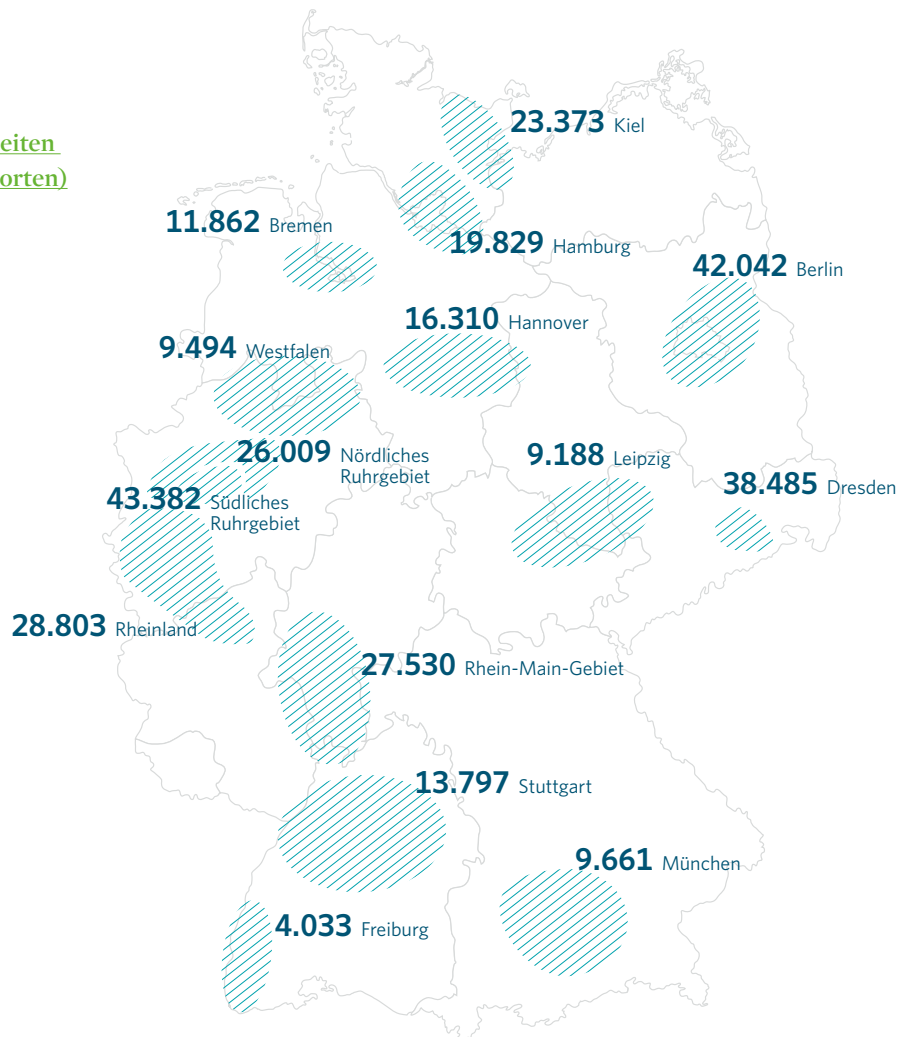 eiten
orten)
23.373 Kiel
11.862 Bremen
19.829 Hamburg
42.042 Berlin
16.310 Hannover
9.494 Westfalen
26.009 Nördliches
Ruhrgebiet
9.188 Leipzig
38.485 Dresden
43.382 Südliches
Ruhrgebiet
28.803 Rheinland
27.530 Rhein-Main-Gebiet
13.797 Stuttgart
9.661 München
4.033 Freiburg